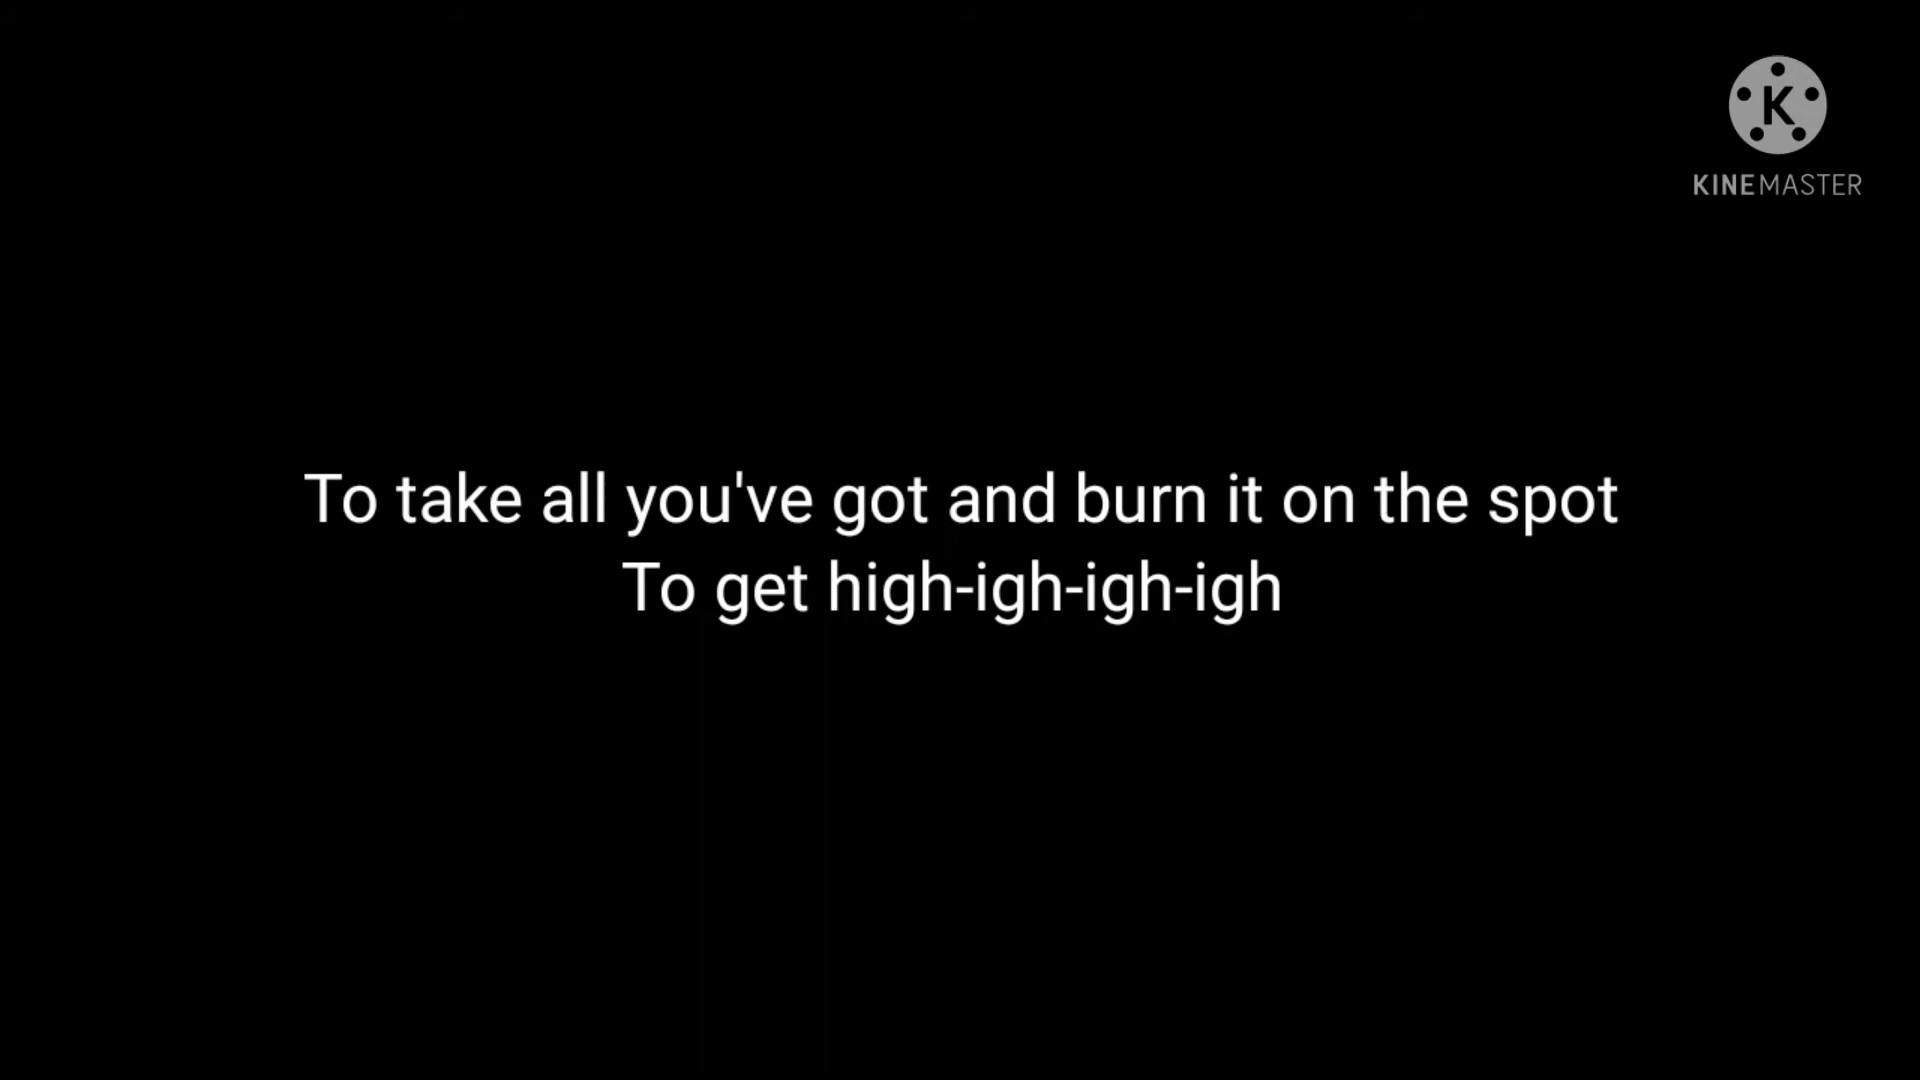 K
KINEMASTER
To take all you've got and burn it on the spot
To get high-igh-igh-igh